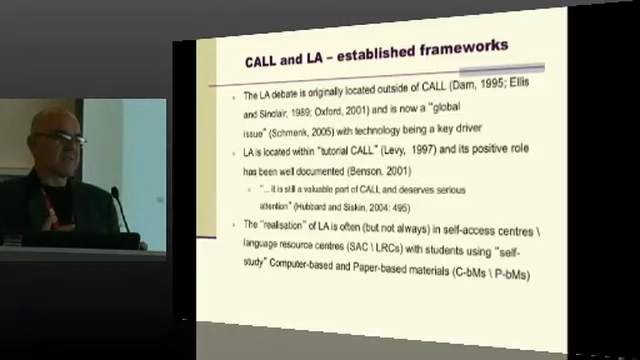 CALL and LA – established frameworks
The LA debate is originally located outside of CALL (Dam, 1995; Ellis
and Sinclair, 1989; Oxford, 2001) and is now a "global
issue" (Schmenk, 2005) with technology being a key driver
LA is located within "tutorial CALL" (Levy, 1997) and its positive role
has been well documented (Benson, 2001)
"... it is still a valuable part of CALL and deserves serious
attention" (Hubbard and Siskin, 2004: 495)
The "realisation" of LA is often (but not always) in self-access centres \
language resource centres (SAC \ LRCs) with students using "self-
study" Computer-based and Paper-based materials (C-bMs \ P-bMs)